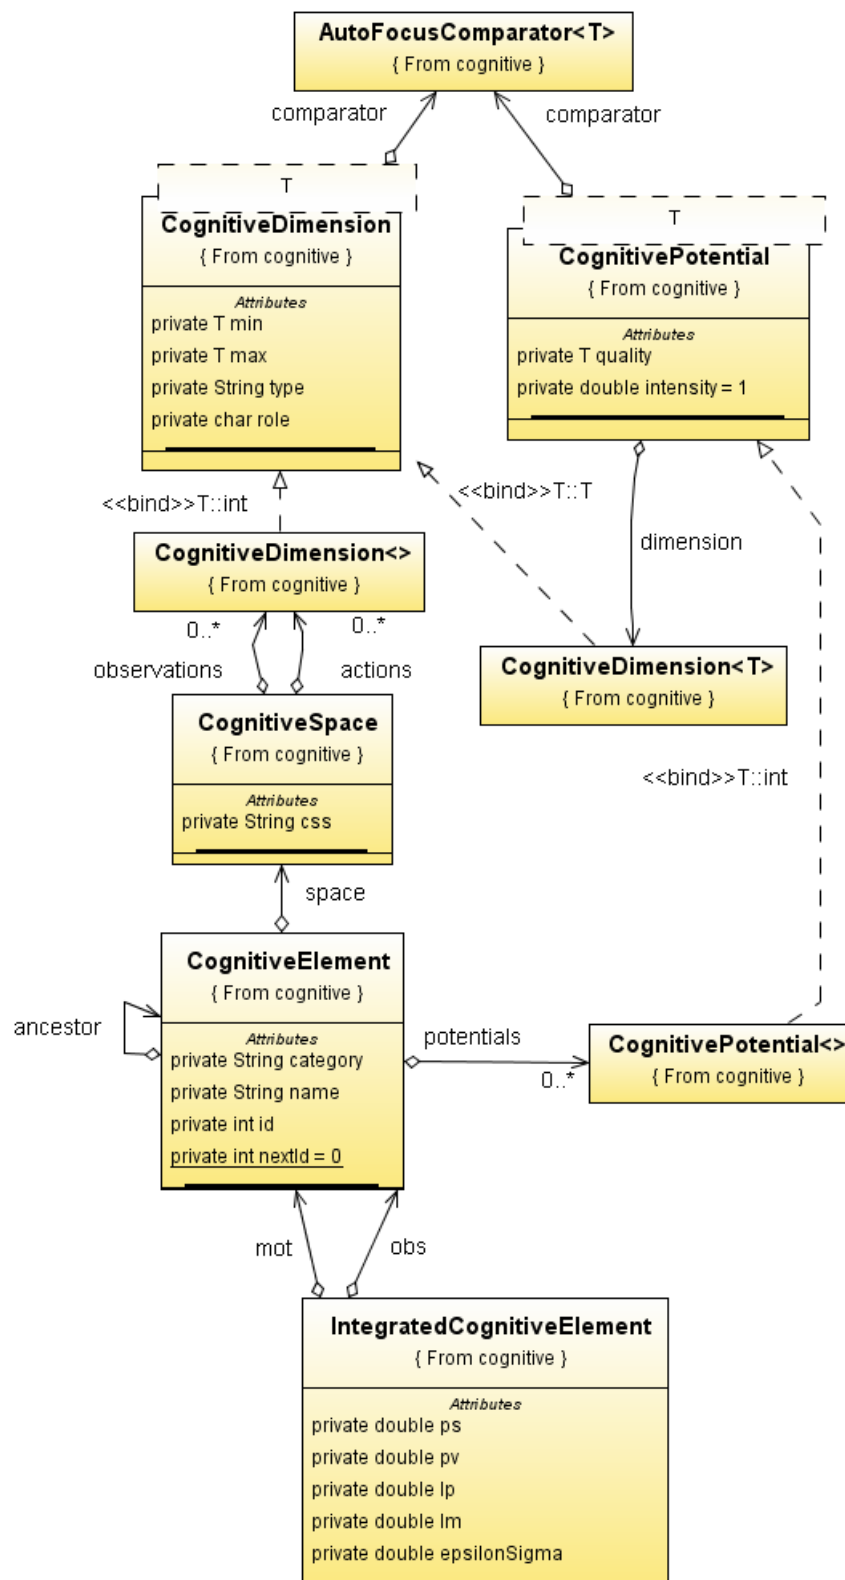 AutoFocusComparator<T>
{ From cognitive }
comparator
comparator
T
CognitiveDimension
{ From cognitive }
Attributes
private T min
private T max
private String type
private char role
T
CognitivePotential
{ From cognitive }
Attributes
private T quality
private double intensity = 1
<<bind>>T::int
<<bind>>T::T
dimension
CognitiveDimension<>
{ From cognitive }
0..*
0..*
observations
actions
CognitiveDimension<T>
{ From cognitive }
CognitiveSpace
{ From cognitive }
Attributes
private String css
<<bind>>T::int
space
CognitiveElement
{ From cognitive }
Attributes
private String category
private String name
private int id
private int nextId = 0
ancestor
potentials
0..*
CognitivePotential<>
{ From cognitive }
mot
obs
IntegratedCognitiveElement
{ From cognitive }
Attributes
private double ps
private double pv
private double lp
private double lm
private double epsilonSigma